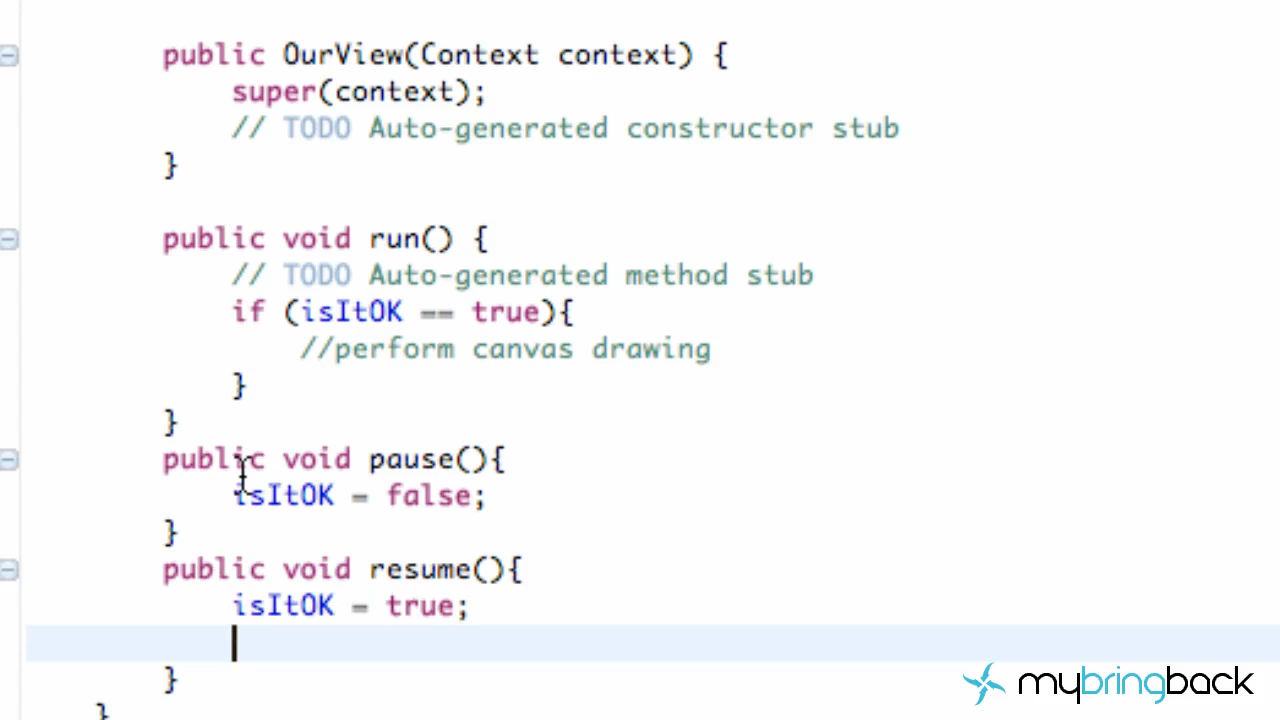 public OurView(Context context) {
super(context);
// TODO Auto-generated constructor stub
}
public void run() {
// TODO Auto-generated method stub
if (isItOK == true){
//perform canvas drawing
}
}
public void pause(){
isItOK = false;
}
public void resume(){
isItOK = true;
}
}
mybringback